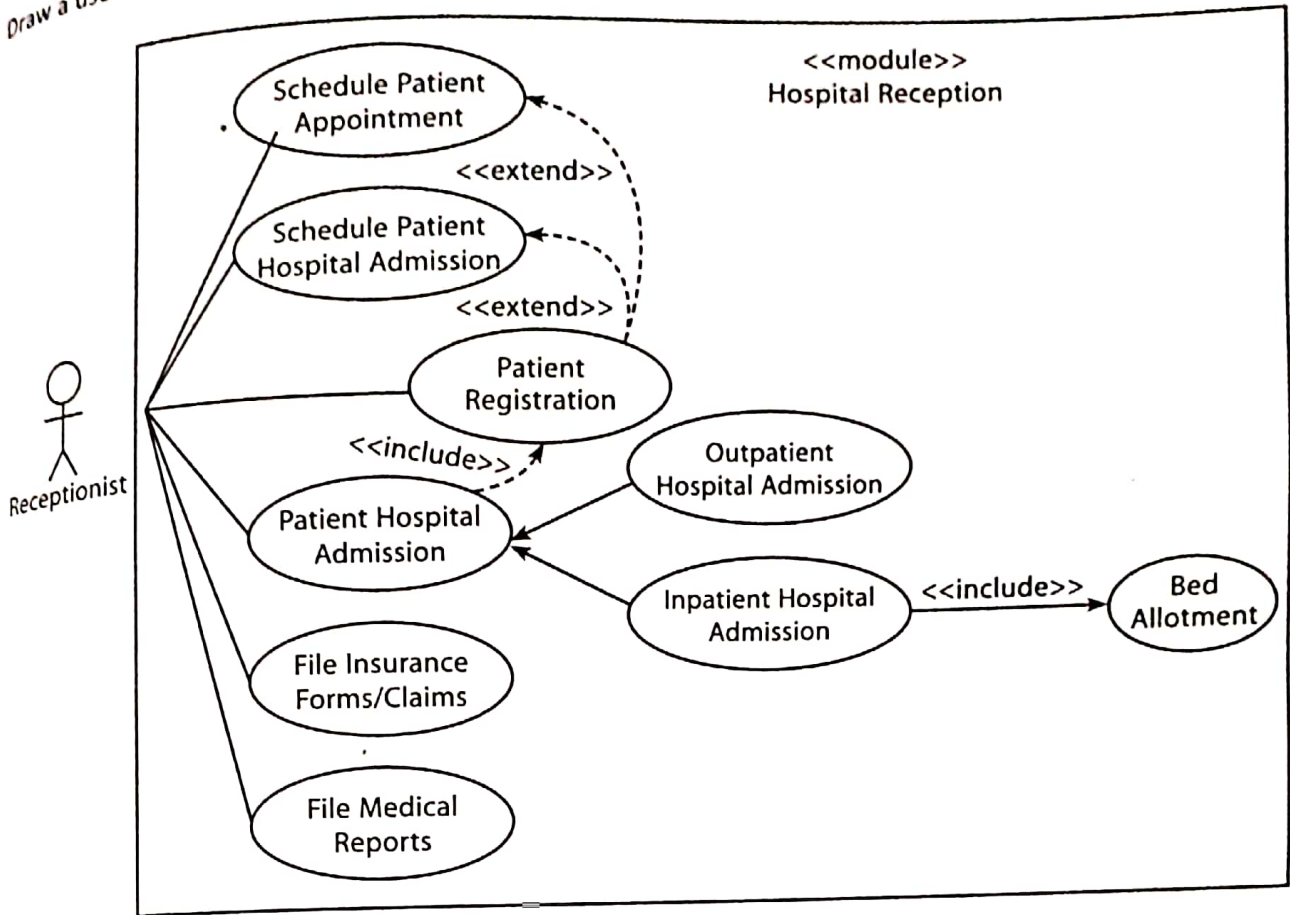 Draw a
<<module>>
Hospital Reception
Schedule Patient
Appointment
<<extend>>
Schedule Patient
Hospital Admission
<<extend>>
Patient
Registration
<<include>>
Outpatient
Hospital Admission
Receptionist
Patient Hospital
Admission
Inpatient Hospital
Admission
<<include>>
Bed
Allotment
File Insurance
Forms/Claims
File Medical
Reports